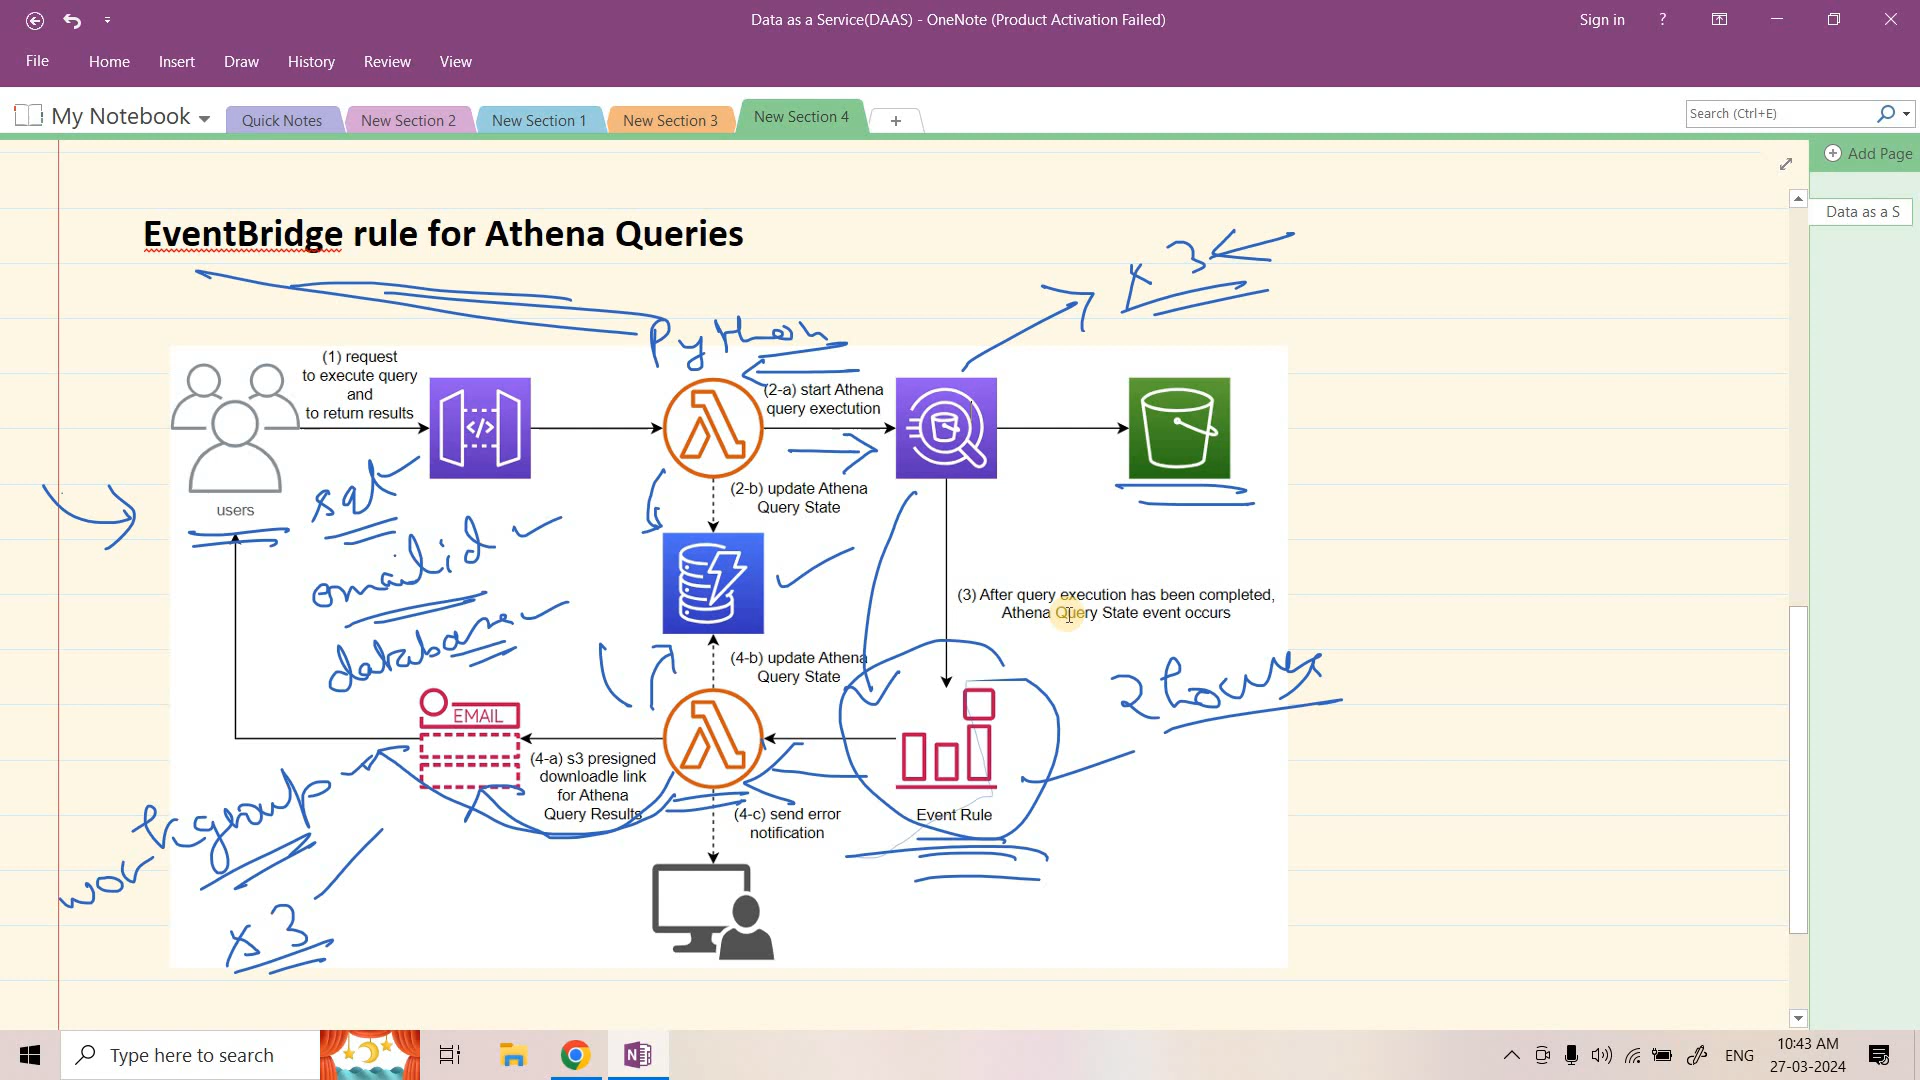 Data as a Service(DAAS) - OneNote (Product Activation Failed)
Sign in
?
File
Home
Insert
Draw
History
Review
View
My Notebook
Quick Notes
New Section 2
New Section 1
New Section 3
New Section 4
+
Search (Ctrl+E)
Add Page
Data as a S
EventBridge rule for Athena Queries
x 3
Python
(1) request
to execute query
and
to return results
</>
(2-a) start Athena
query exectution
users
(2-b) update Athena
Query State
emailid
database
(3) After query execution has been completed,
Athena Query State event occurs
(4-b) update Athena
Query State
2 hours
EMAIL
(4-a) s3 presigned
downloadle link
for Athena
Query Results
Event Rule
(4-c) send error
notification
workgroup
x 3
Type here to search
ENG
10:43 AM
27-03-2024